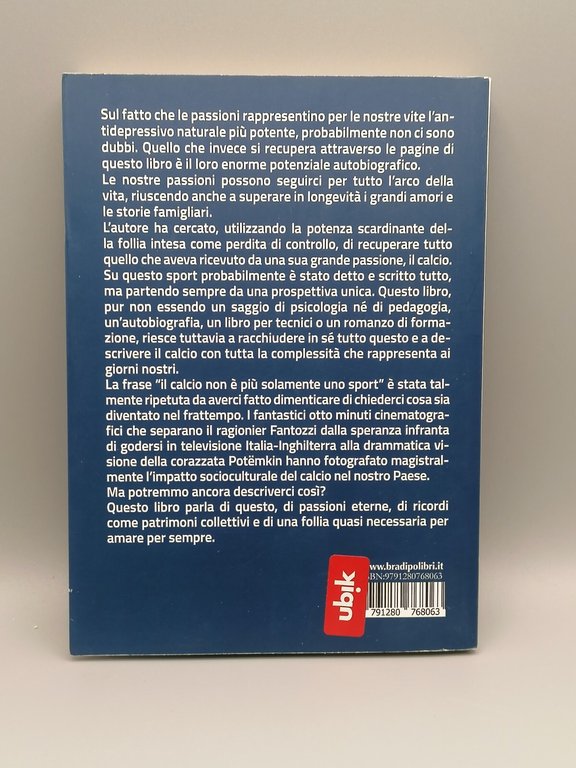 Sul fatto che le passioni rappresentino per le nostre vite l'an-
tidepressivo naturale più potente, probabilmente non ci sono
dubbi. Quello che invece si recupera attraverso le pagine di
questo libro è il loro enorme potenziale autobiografico.
Le nostre passioni possono seguirci per tutto l'arco della
vita, riuscendo anche a superare in longevità i grandi amori e
le storie famigliari.
L'autore ha cercato, utilizzando la potenza scardinante del-
la follia intesa come perdita di controllo, di recuperare tutto
quello che aveva ricevuto da una sua grande passione, il calcio.
Su questo sport probabilmente è stato detto e scritto tutto,
ma partendo sempre da una prospettiva unica. Questo libro,
pur non essendo un saggio di psicologia né di pedagogia,
un'autobiografia, un libro per tecnici o un romanzo di forma-
zione, riesce tuttavia a racchiudere in sé tutto questo e a de-
scrivere il calcio con tutta la complessità che rappresenta ai
giorni nostri.
La frase "il calcio non è più solamente uno sport" è stata tal-
mente ripetuta da averci fatto dimenticare di chiederci cosa sia
diventato nel frattempo. I fantastici otto minuti cinematogra-
fici che separano il ragionier Fantozzi dalla speranza infranta
di godersi in televisione Italia-Inghilterra alla drammatica vi-
sione della corazzata Potëmkin hanno fotografato magistral-
mente l'impatto socioculturale del calcio nel nostro Paese.
Ma potremmo ancora descriverci così?
Questo libro parla di questo, di passioni eterne, di ricordi
come patrimoni collettivi e di una follia quasi necessaria per
amare per sempre.
www.bradipolibri.it
ISBN:9791280768063
ubik
791280 768063